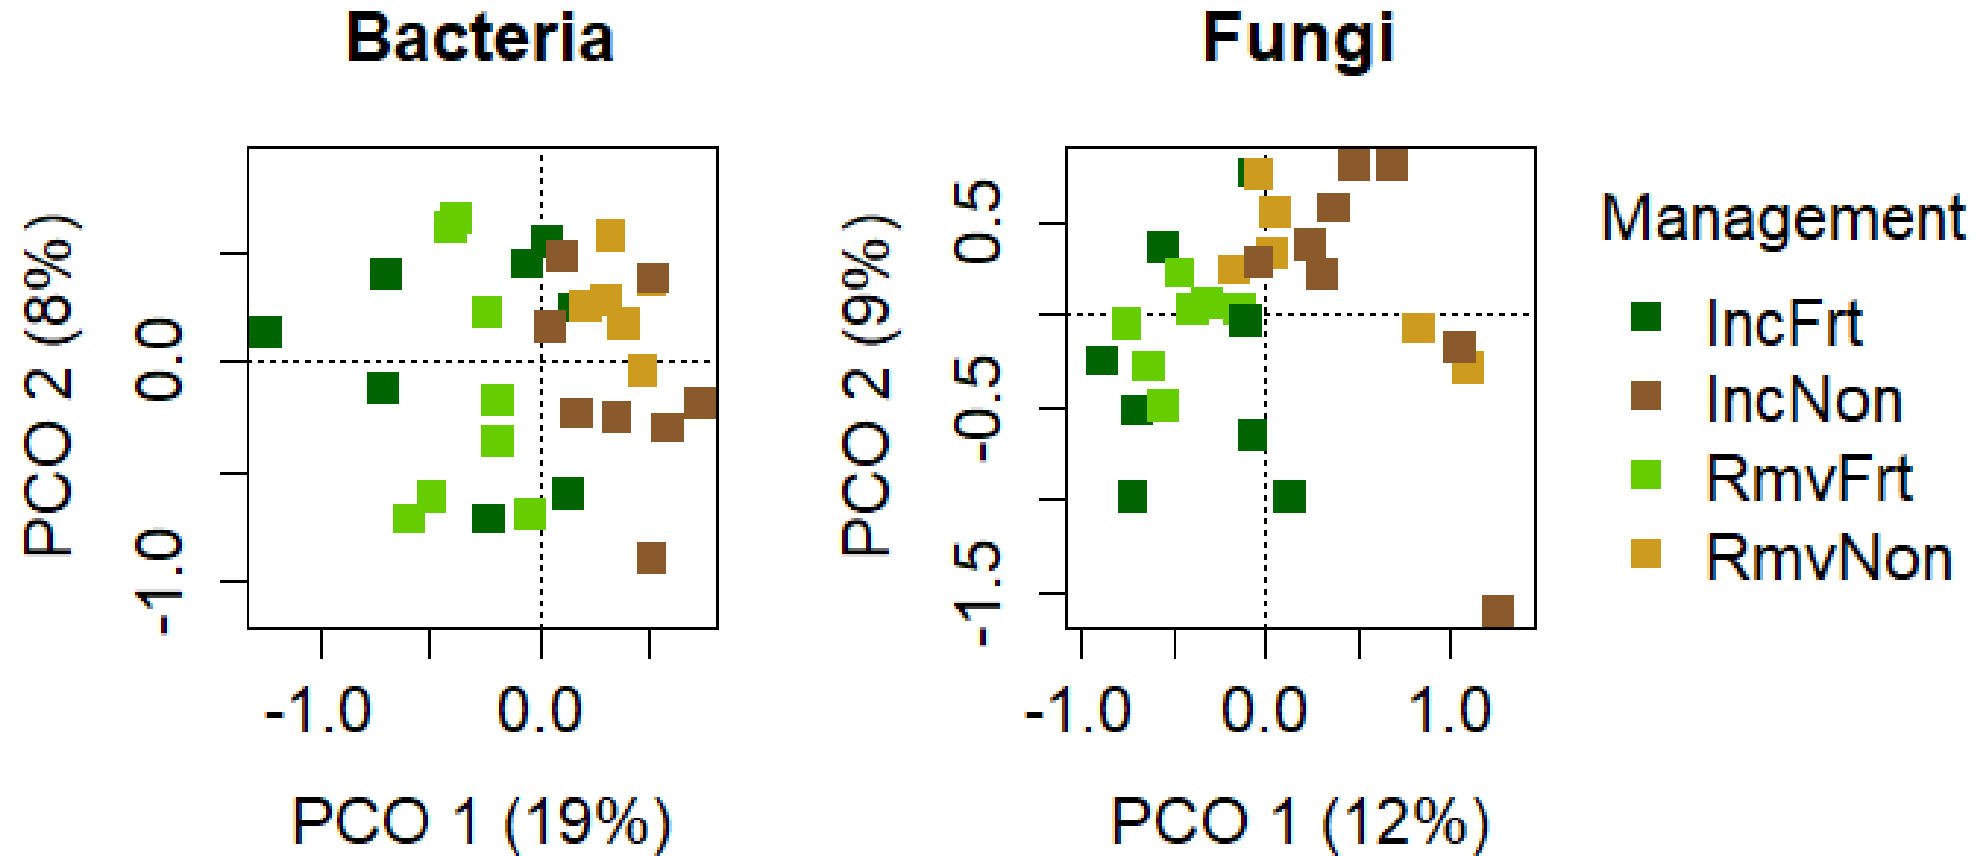 Bacteria
PCO 2 (8%)
0.0
-1.0
-1.0 0.0
PCO 1 (19%)
Fungi
PCO 2 (9%)
0.5
-0.5
-1.5
-1.0 0.0 1.0
PCO 1 (12%)
Management
IncFrt
IncNon
RmvFrt
RmvNon